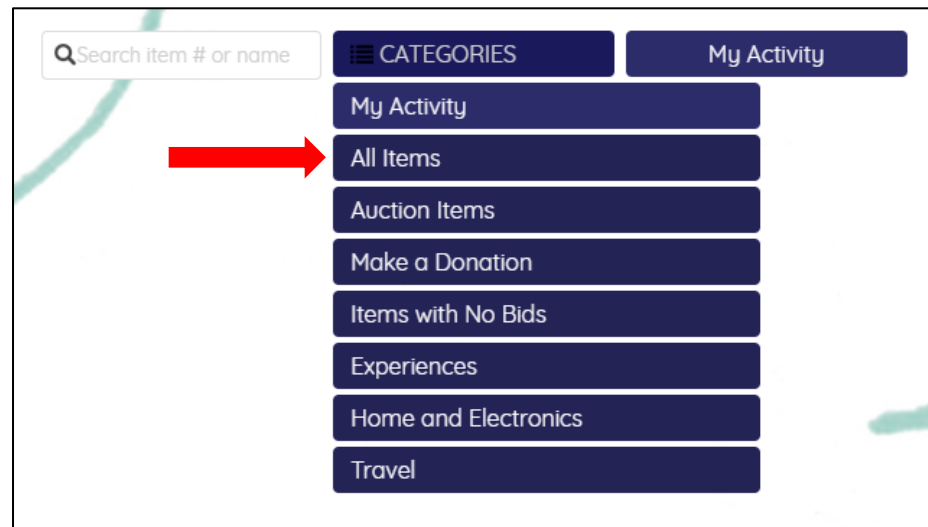 Search item # or name
CATEGORIES
My Activity
My Activity
All Items
Auction Items
Make a Donation
Items with No Bids
Experiences
Home and Electronics
Travel